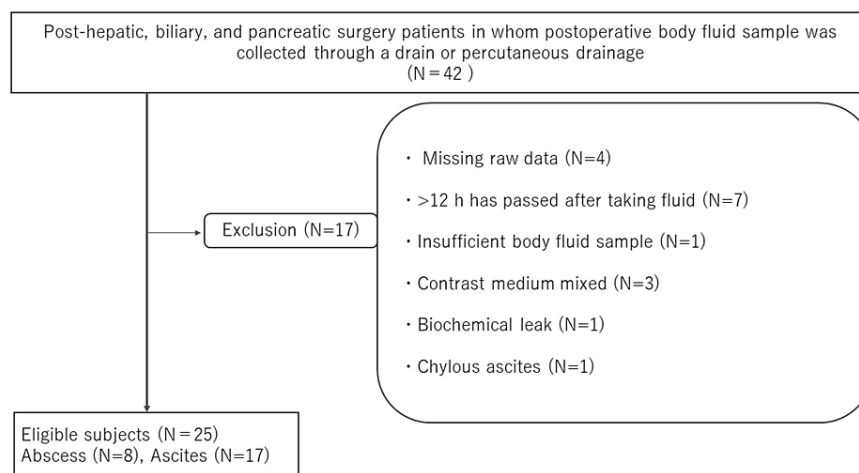 Post-hepatic, biliary, and pancreatic surgery patients in whom postoperative body fluid sample was
collected through a drain or percutaneous drainage
(N=42 )
・ Missing raw data (N=4)
・>12 h has passed after taking fluid (N=7)
Exclusion (N=17)
・Insufficient body fluid sample (N=1)
・Contrast medium mixed (N=3)
・Biochemical leak (N=1)
・Chylous ascites (N=1)
Eligible subjects (N=25)
Abscess (N=8), Ascites (N=17)